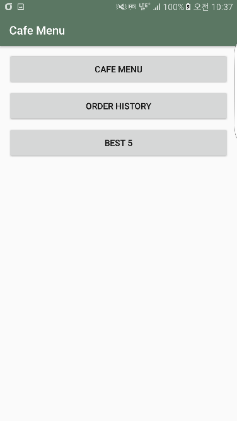 100% 오전 10:37
Cafe Menu
CAFE MENU
ORDER HISTORY
BEST 5